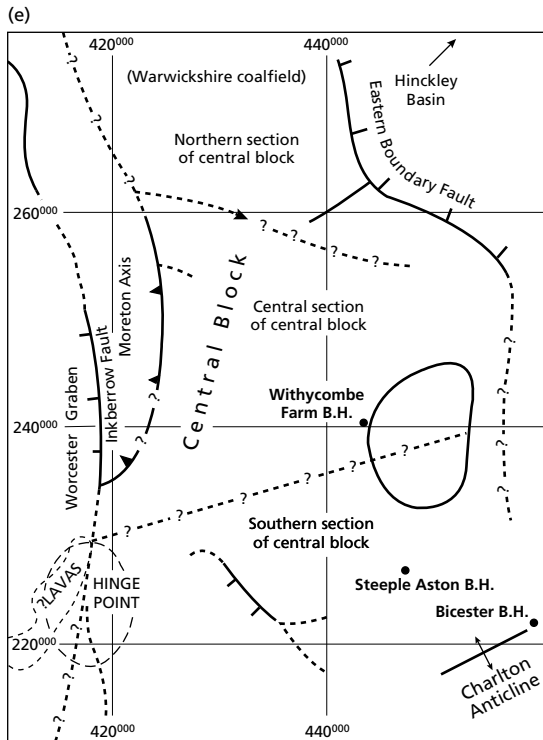 (e)
420000
440000
(Warwickshire coalfield)
Hinckley
Basin
Northern section
of central block
Eastern Boundary Fault
260000
?
?
?
?
?
?
?
?
Moreton Axis
Inkberrow Fault
Worcester Graben
Central Block
Central section
of central block
Withycombe
Farm B.H.
240000
?
?
?
?
?
?
?
?
?
?
?
?
?
?
Southern section
of central block
?LAVAS
HINGE
POINT
Steeple Aston B.H.
Bicester B.H.
220000
?
?
Charlton
Anticline
420000
440000